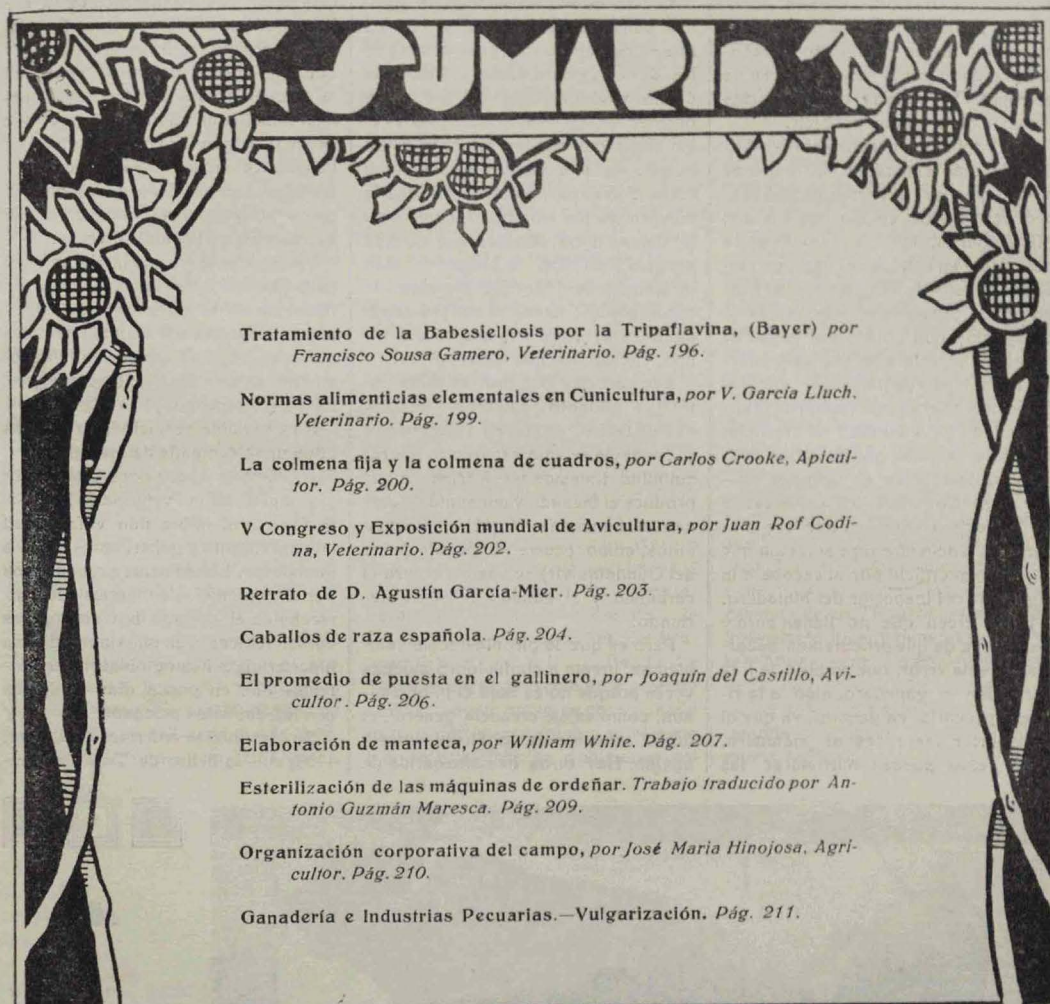 SUMARIO
Tratamiento de la Babesiellosis por la Tripaflavina, (Bayer) por
Francisco Sousa Gamero. Veterinario. Pág. 196.
Normas alimenticias elementales en Cunicultura, por V. García Lluch.
Veterinario. Pág. 199.
La colmena fija y la colmena de cuadros, por Carlos Crooke, Apicul-
tor. Pág. 200.
V Congreso y Exposición mundial de Avicultura, por Juan Rof Codi-
na, Veterinario. Pág. 202.
Retrato de D. Agustín García-Mier. Pág. 203.
Caballos de raza española. Pág. 204.
El promedio de puesta en el gallinero, por Joaquín del Castillo, Avi-
cultor. Pág. 206.
Elaboración de manteca, por William White. Pág. 207.
Esterilización de las máquinas de ordeñar. Trabajo traducido por An-
tonio Guzmán Maresca. Pág. 209.
Organización corporativa del campo, por José Maria Hinojosa, Agri-
cultor. Pág. 210.
Ganadería e Industrias Pecuarias.—Vulgarización. Pág. 211.